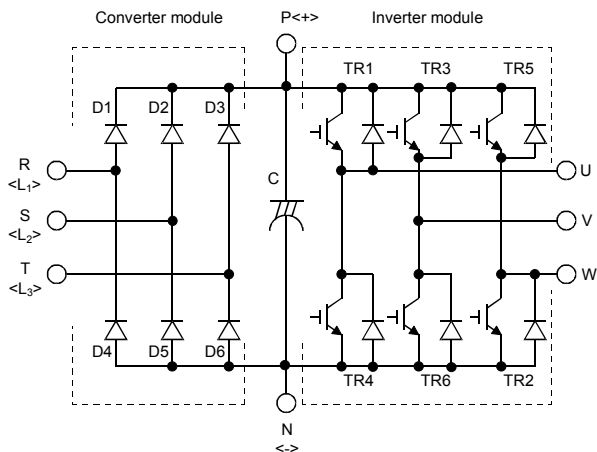 Converter module
P<+>
Inverter module
TR1
TR3
TR5
D1
D2
D3
R
<L₁>
C
U
S
<L₂>
V
T
<L₃>
W
D4
D5
D6
TR4
TR6
TR2
N
<->